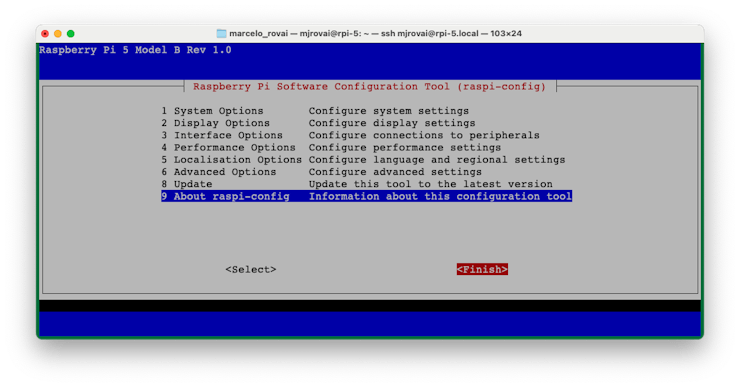 marcelo_rovai — mjrovai@rpi-5: ~ — ssh mjrovai@rpi-5.local — 103×24
Raspberry Pi 5 Model B Rev 1.0
Raspberry Pi Software Configuration Tool (raspi-config)
1 System Options Configure system settings
2 Display Options Configure display settings
3 Interface Options Configure connections to peripherals
4 Performance Options Configure performance settings
5 Localisation Options Configure language and regional settings
6 Advanced Options Configure advanced settings
8 Update Update this tool to the latest version
9 About raspi-config Information about this configuration tool
<Select> <Finish>